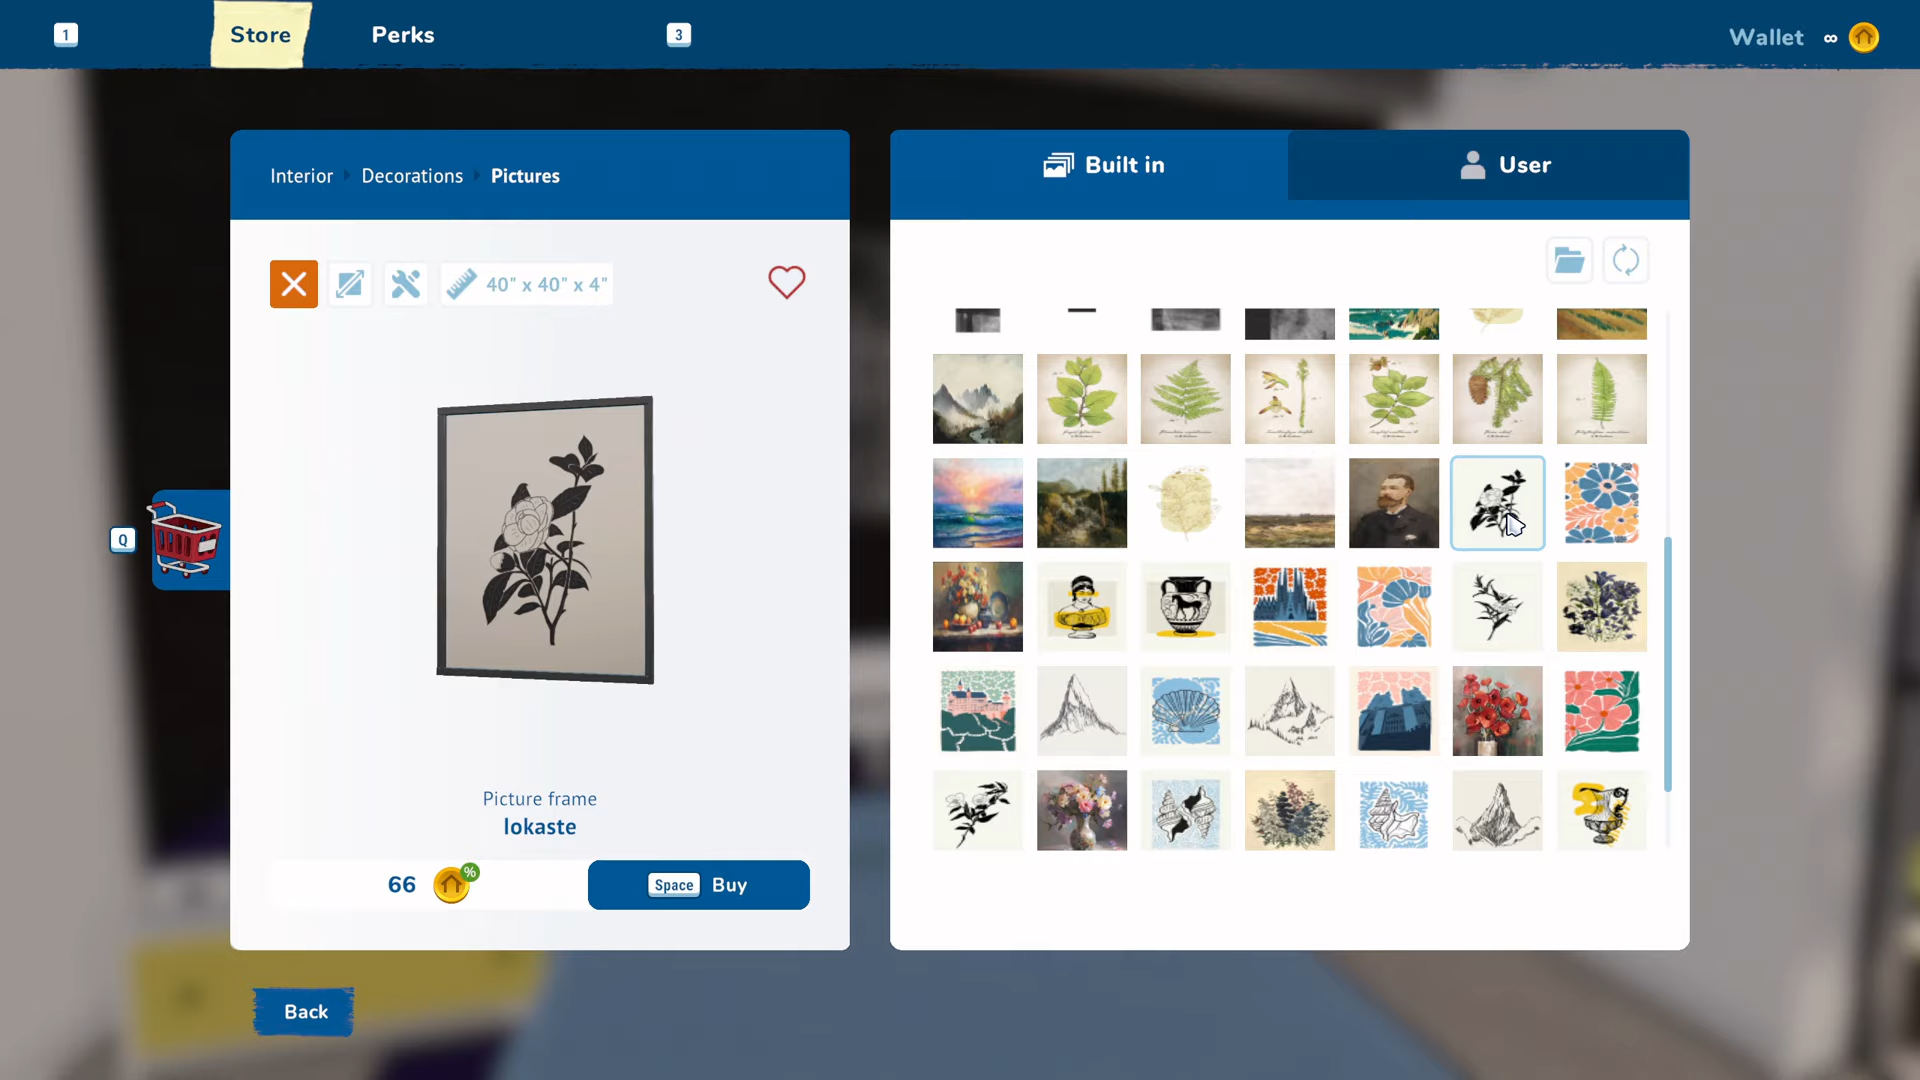 1
Store
Perks
3
Wallet ∞
Interior Decorations Pictures
40" x 40" x 4"
Q
Picture frame
lokaste
66
%
Space Buy
Back
Built in
User